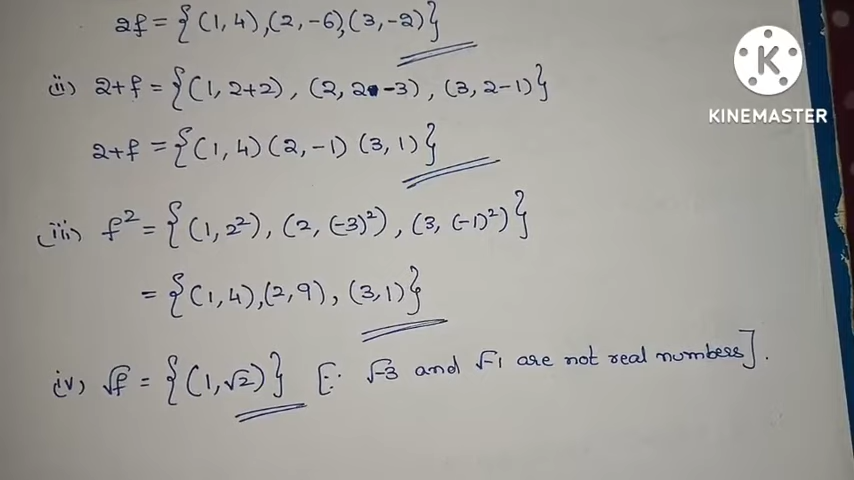 2f = {(1, 4), (2, -6), (3, -2)}
(ii) 2+f = {(1, 2+2), (2, 2-3), (3, 2-1)}
2+f = {(1, 4) (2, -1) (3, 1)}
(iii) f² = {(1, 2²), (2, (-3)²), (3, (-1)²)}
= {(1, 4), (2, 9), (3, 1)}
(iv) √f = {(1, √2)} [∵ √-3 and √-1 are not real numbers].
K
KINEMASTER